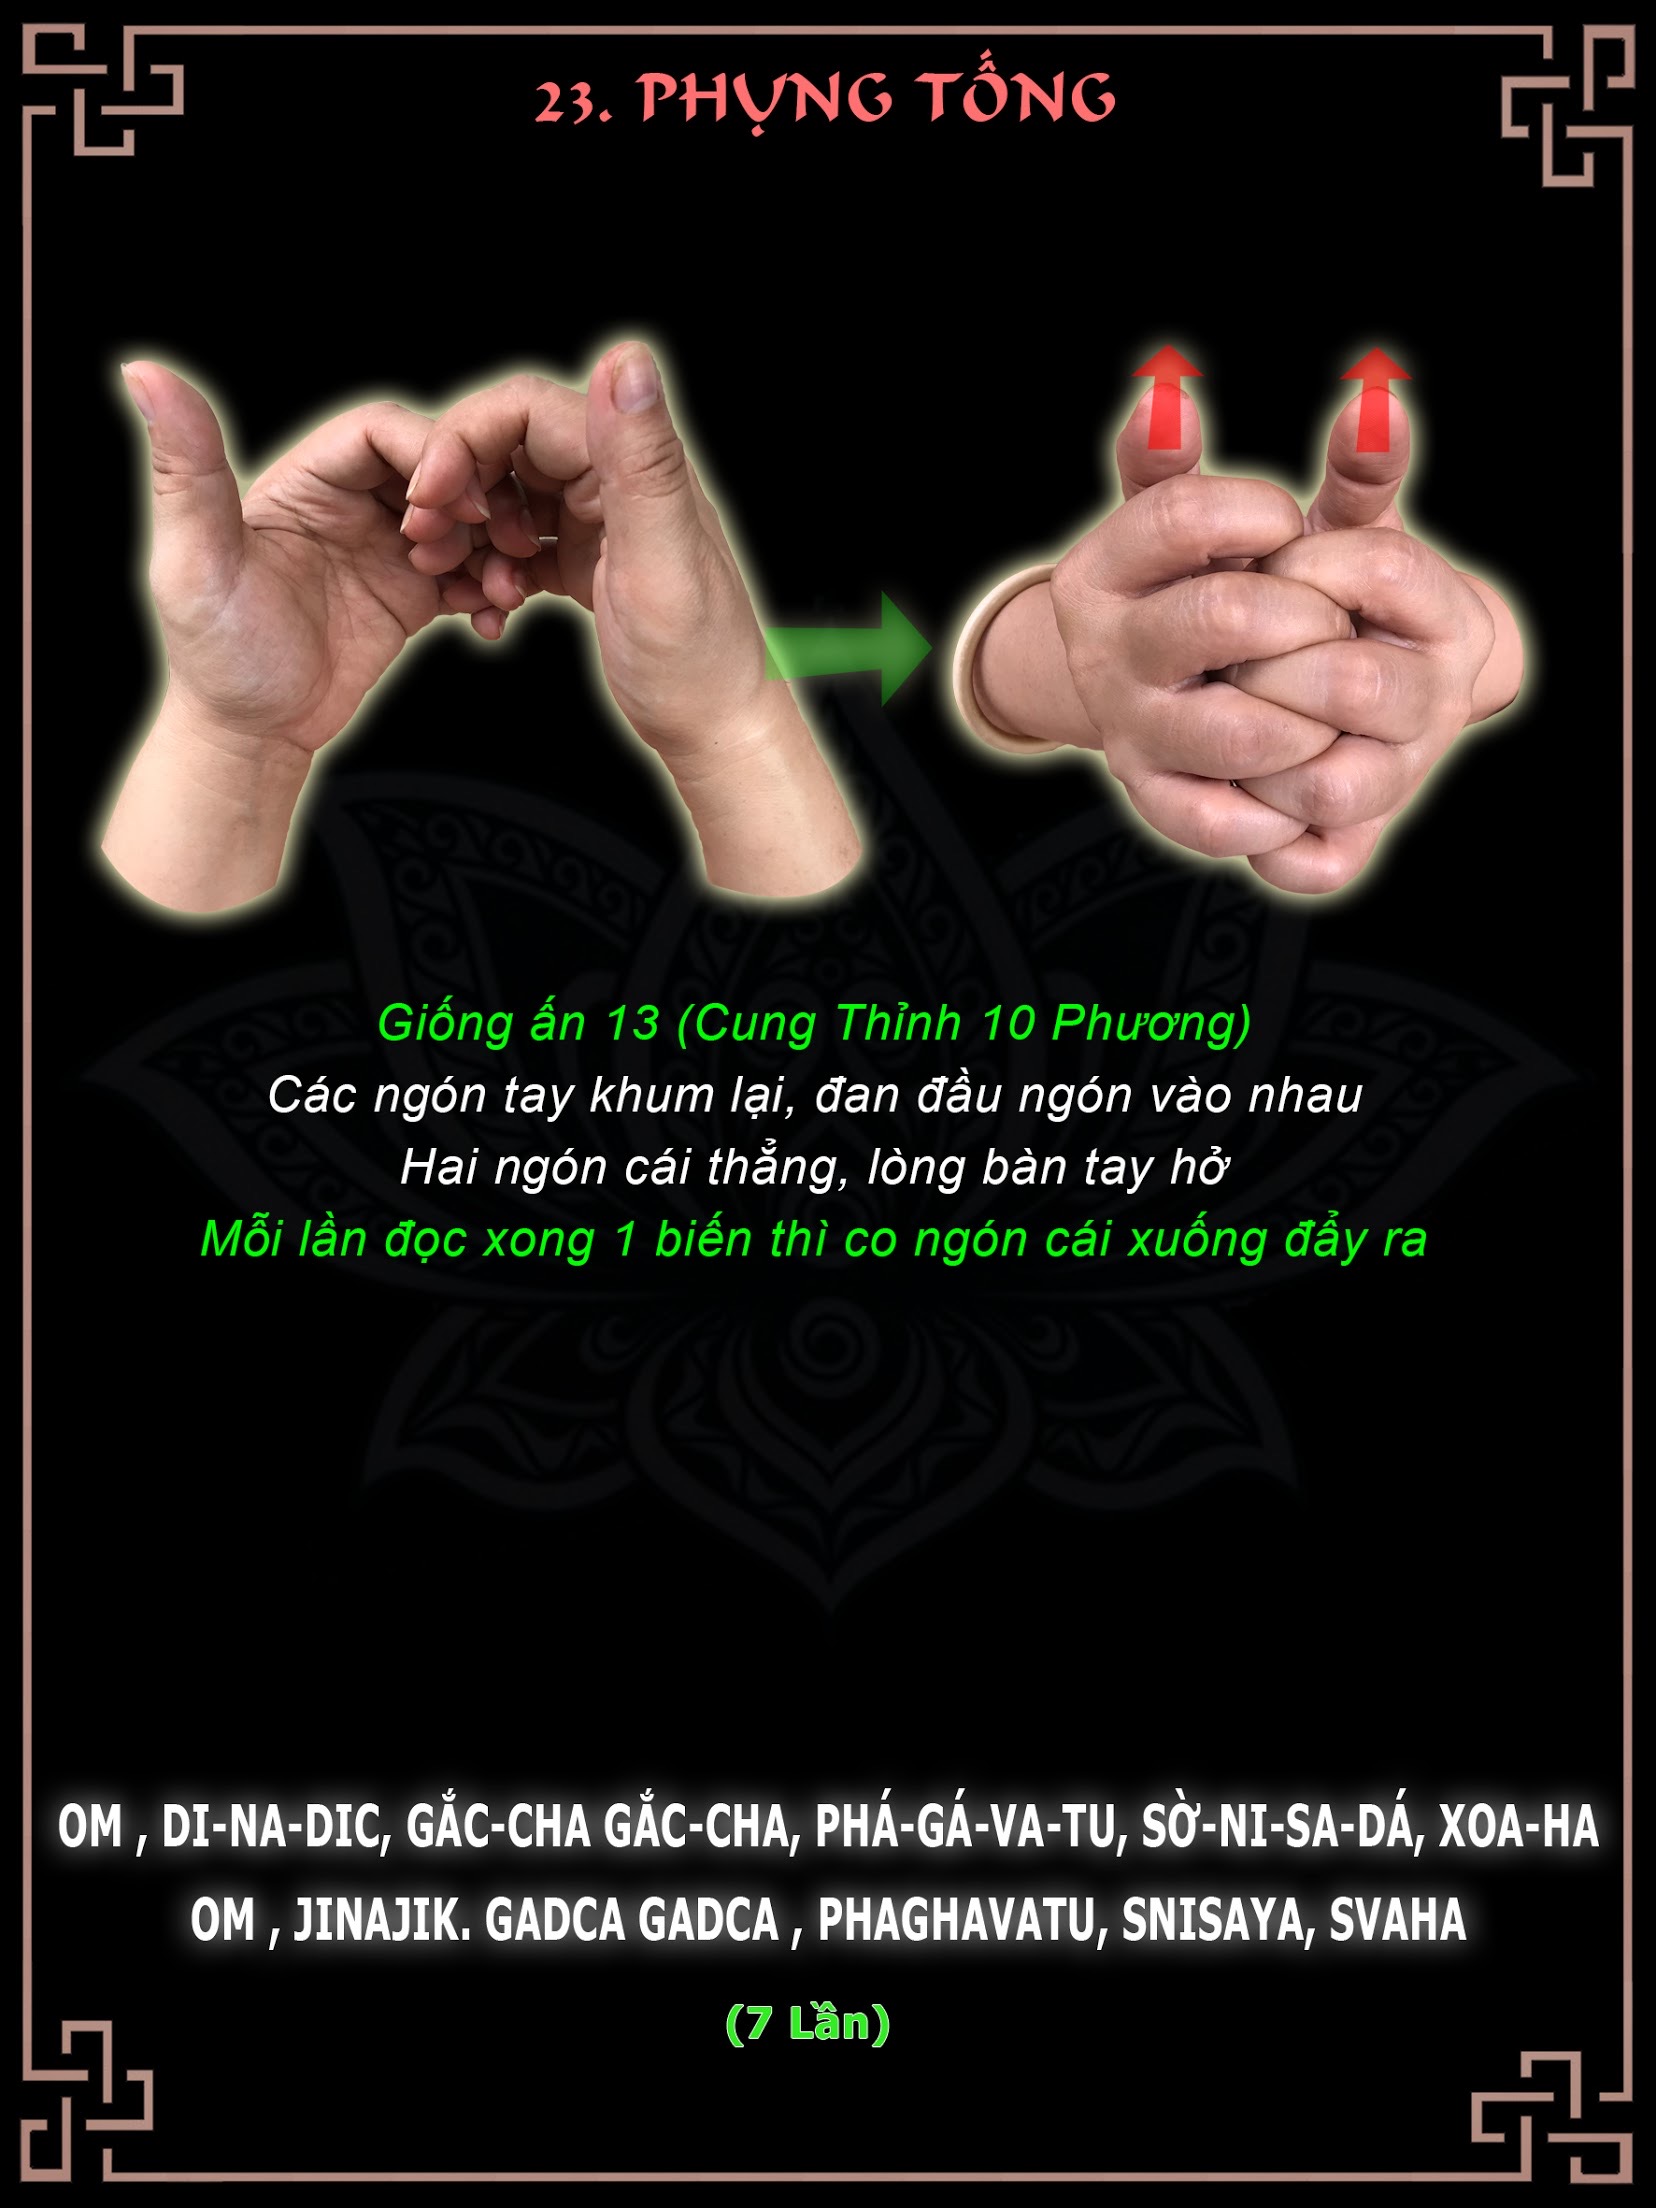 23. PHỤNG TỐNG
Giống ấn 13 (Cung Thỉnh 10 Phương)
Các ngón tay khum lại, đan đầu ngón vào nhau
Hai ngón cái thẳng, lòng bàn tay hở
Mỗi lần đọc xong 1 biến thì co ngón cái xuống đẩy ra
OM , DI-NA-DIC, GẮC-CHA GẮC-CHA, PHÁ-GÁ-VA-TU, SỜ-NI-SA-DÁ, XOA-HA
OM , JINAJIK. GADCA GADCA , PHAGHAVATU, SNISAYA, SVAHA
(7 Lần)